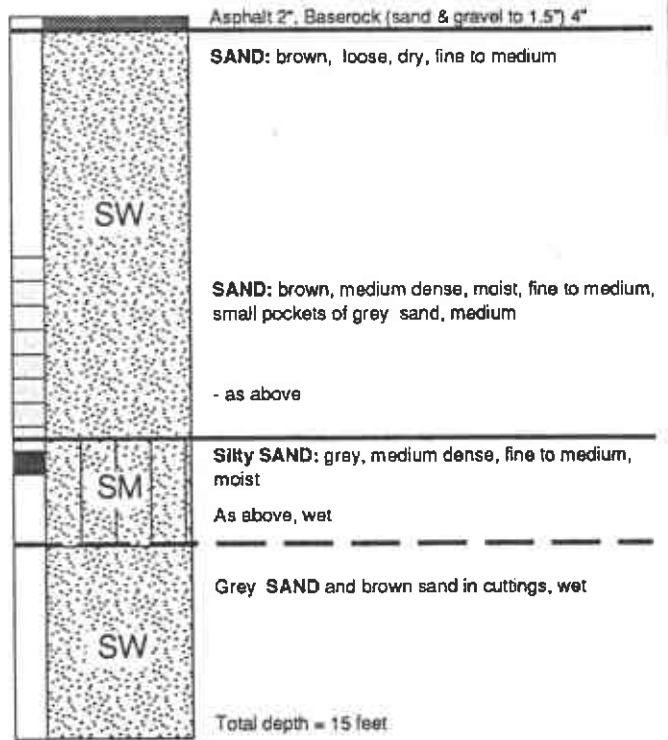 Asphalt 2", Baserock (sand & gravel to 1.5") 4"
SAND: brown, loose, dry, fine to medium
SW
SAND: brown, medium dense, moist, fine to medium,
small pockets of grey sand, medium
- as above
Silty SAND: gray, medium dense, fine to medium,
moist
SM
As above, wet
Grey SAND and brown sand in cuttings, wet
SW
Total depth = 15 feet